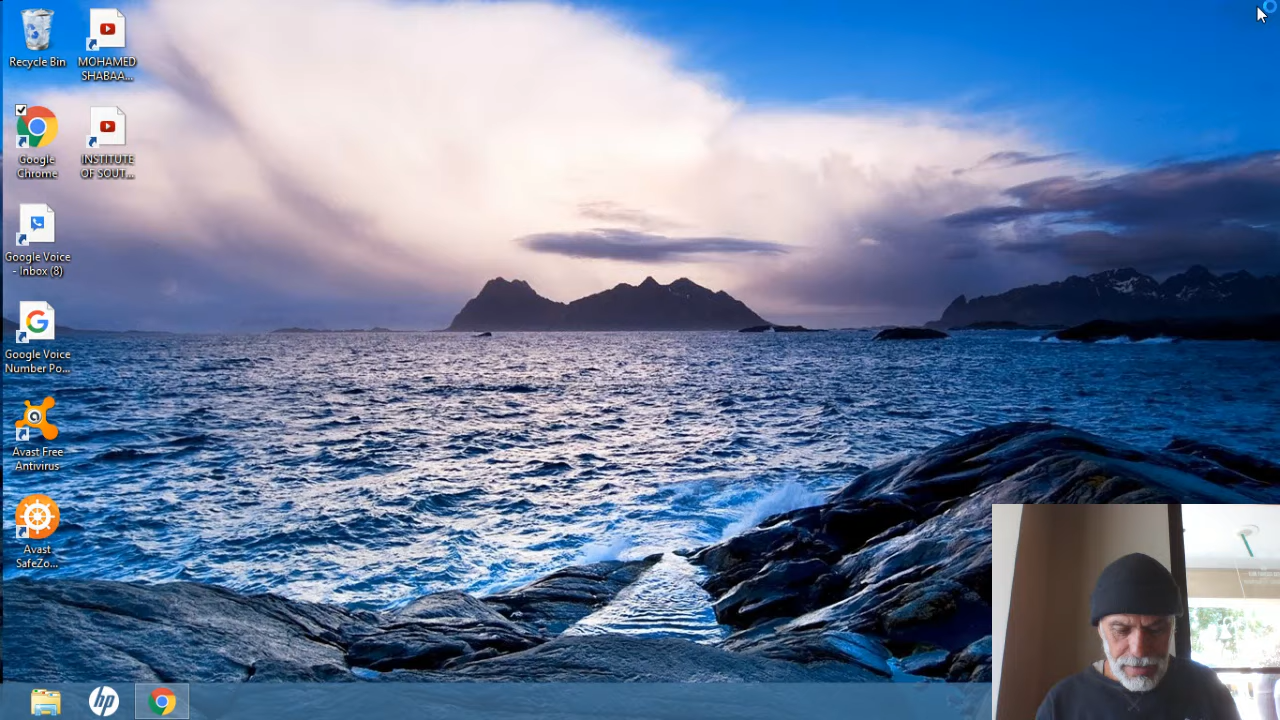 Recycle Bin
MOHAMED
SHABAA...
Google
Chrome
INSTITUTE
OF SOUT...
Google Voice
- Inbox (8)
Google Voice
Number Po...
Avast Free
Antivirus
Avast
SafeZo...
hp